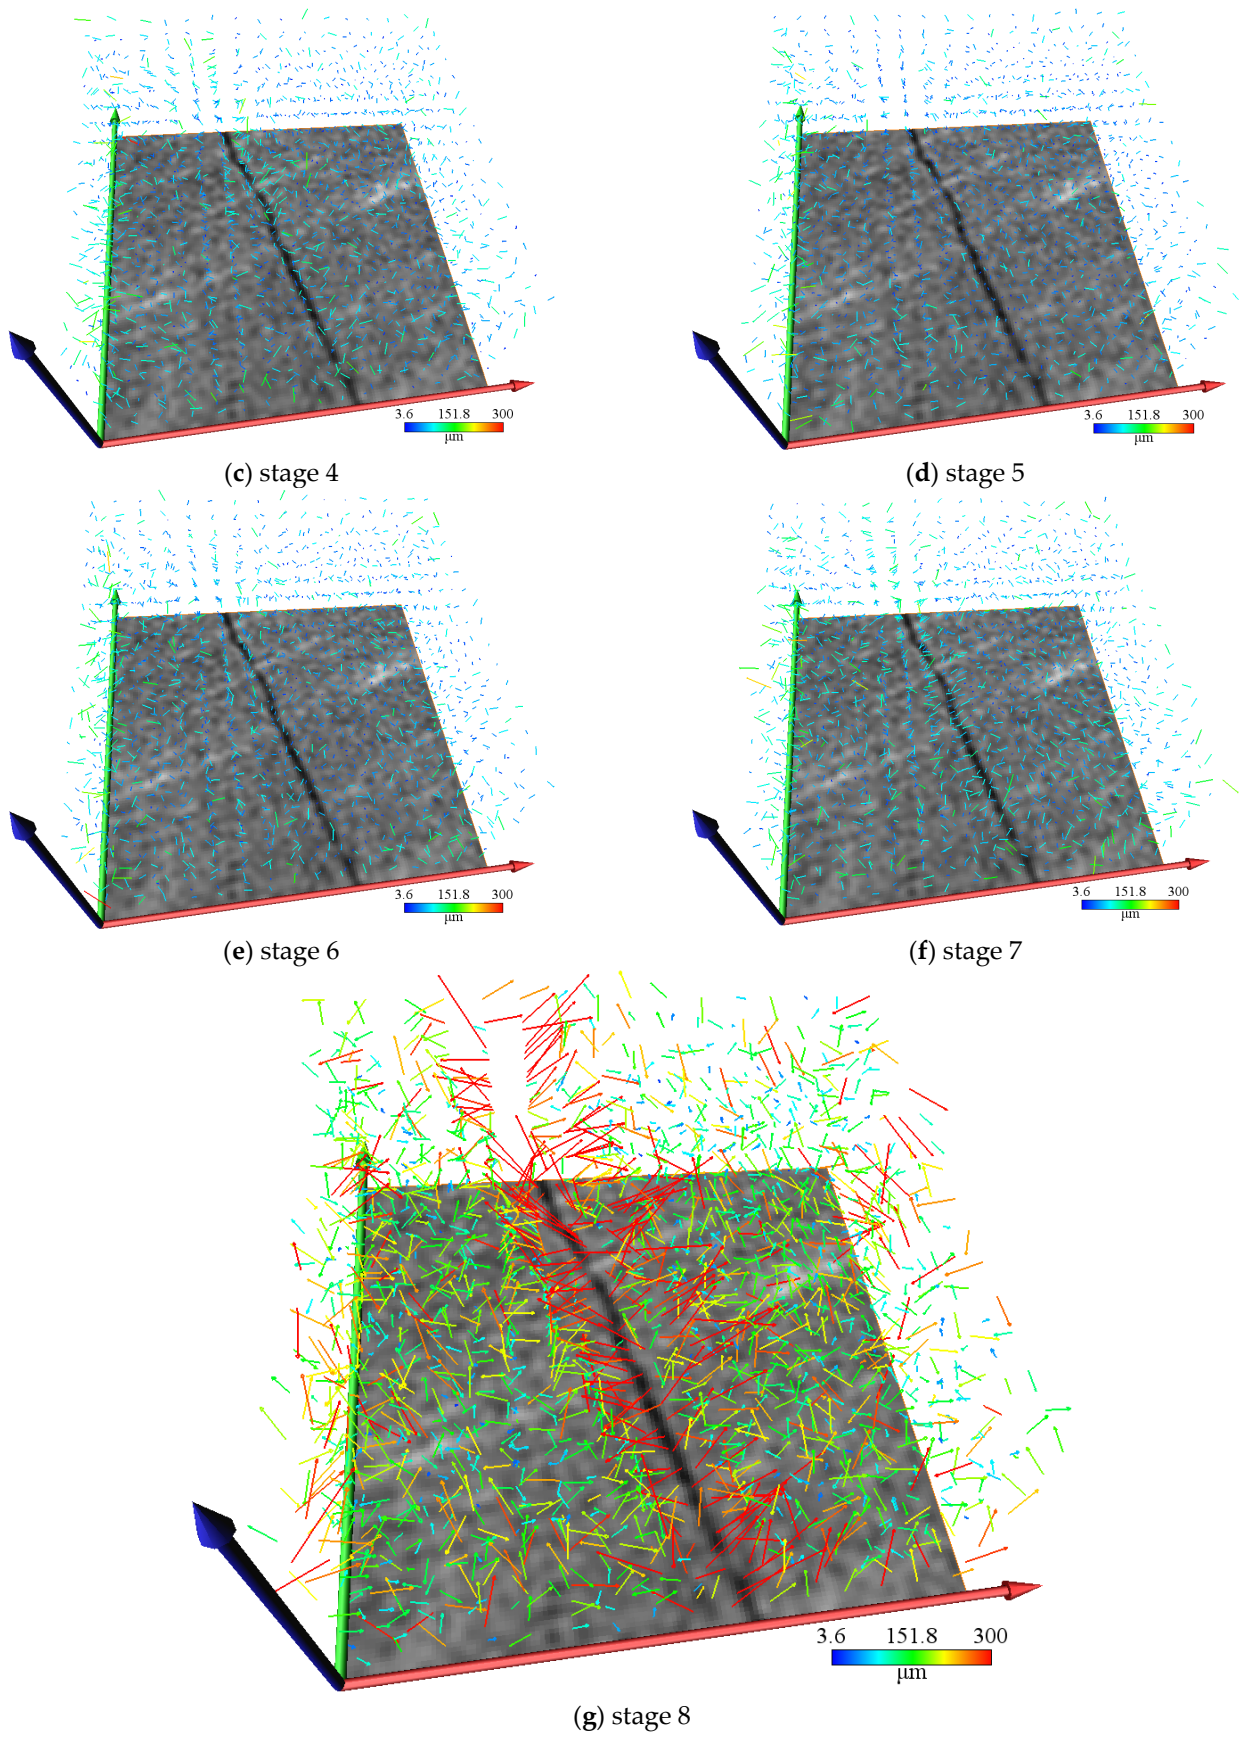 3.6 151.8 300
μm
3.6 151.8 300
μm
(c) stage 4
(d) stage 5
3.6 151.8 300
μm
3.6 151.8 300
μm
(e) stage 6
(f) stage 7
3.6 151.8 300
μm
(g) stage 8